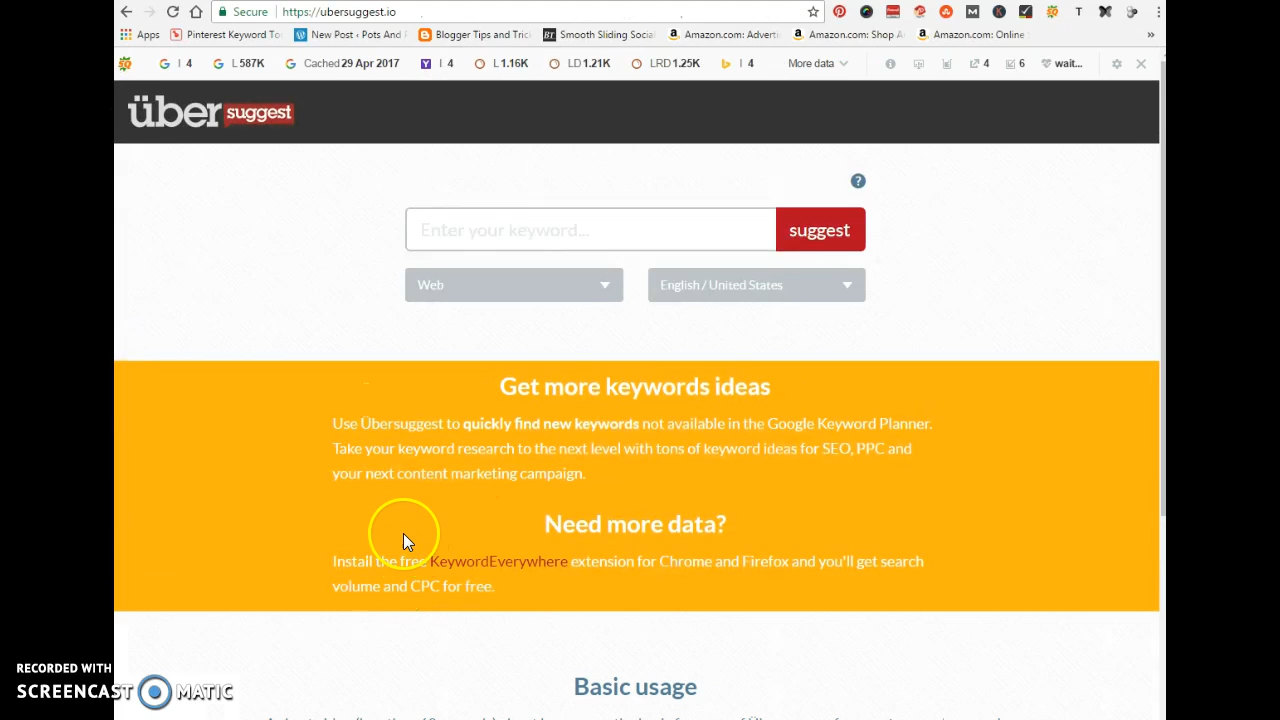 Secure https://ubersuggest.io
Apps Pinterest Keyword To New Post ‹ Pots And F Blogger Tips and Tric BT Smooth Sliding Socia Amazon.com: Adverti Amazon.com: Shop A Amazon.com: Online »
I 4 L 587K Cached 29 Apr 2017 I 4 L 1.16K LD 1.21K LRD 1.25K I 4 More data 4 6 wait...
über suggest
?
Enter your keyword... suggest
Web English / United States
Get more keywords ideas
Use Übersuggest to quickly find new keywords not available in the Google Keyword Planner.
Take your keyword research to the next level with tons of keyword ideas for SEO, PPC and
your next content marketing campaign.
Need more data?
Install the free KeywordEverywhere extension for Chrome and Firefox and you'll get search
volume and CPC for free.
Basic usage
RECORDED WITH
SCREENCAST MATIC